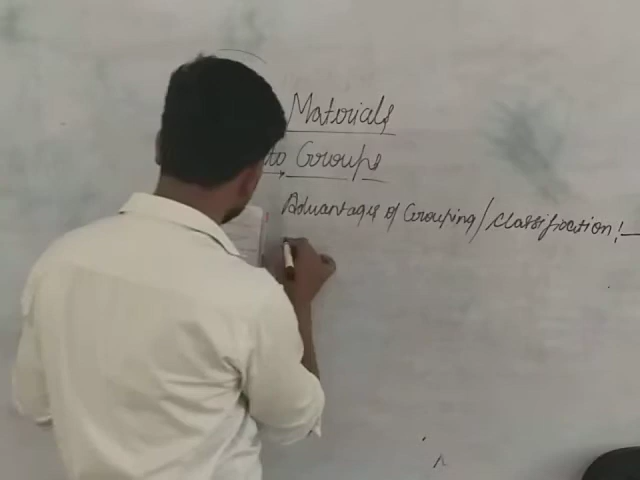 Materials
to Groups
Advantages of Grouping/Classification:-